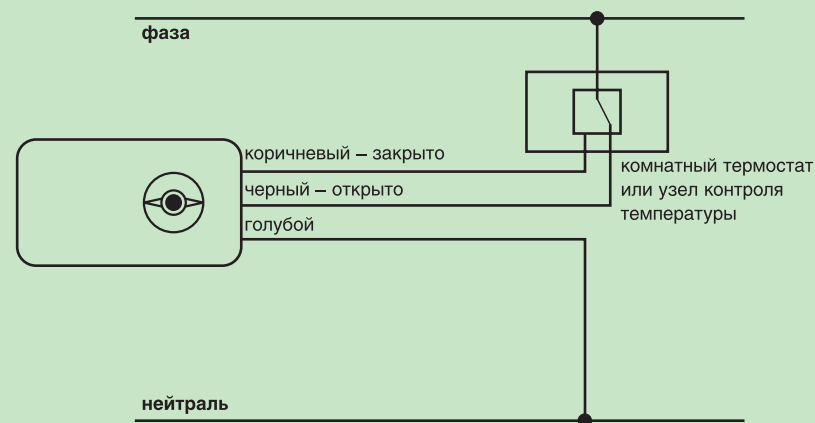 фаза
коричневый – закрыто
черный – открыто
голубой
комнатный термостат
или узел контроля
температуры
нейтраль